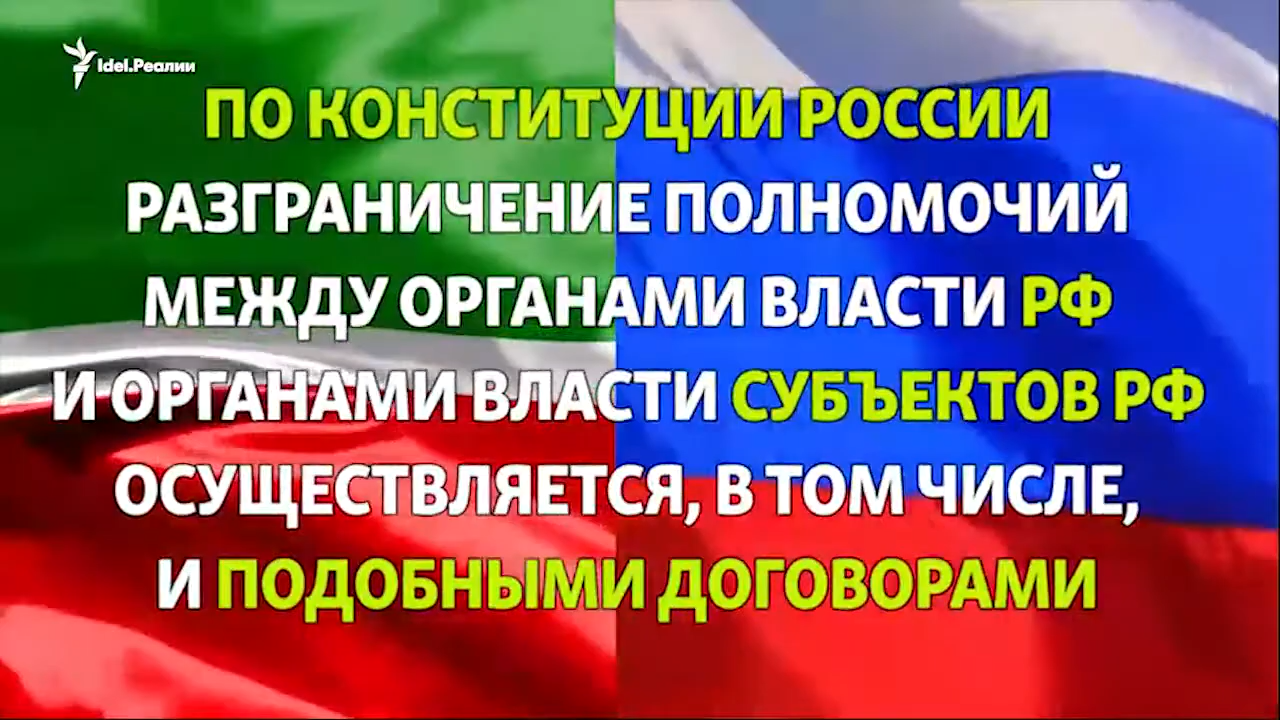 Idel.Реалии
ПО КОНСТИТУЦИИ РОССИИ
РАЗГРАНИЧЕНИЕ ПОЛНОМОЧИЙ
МЕЖДУ ОРГАНАМИ ВЛАСТИ РФ
И ОРГАНАМИ ВЛАСТИ СУБЪЕКТОВ РФ
ОСУЩЕСТВЛЯЕТСЯ, В ТОМ ЧИСЛЕ,
И ПОДОБНЫМИ ДОГОВОРАМИ